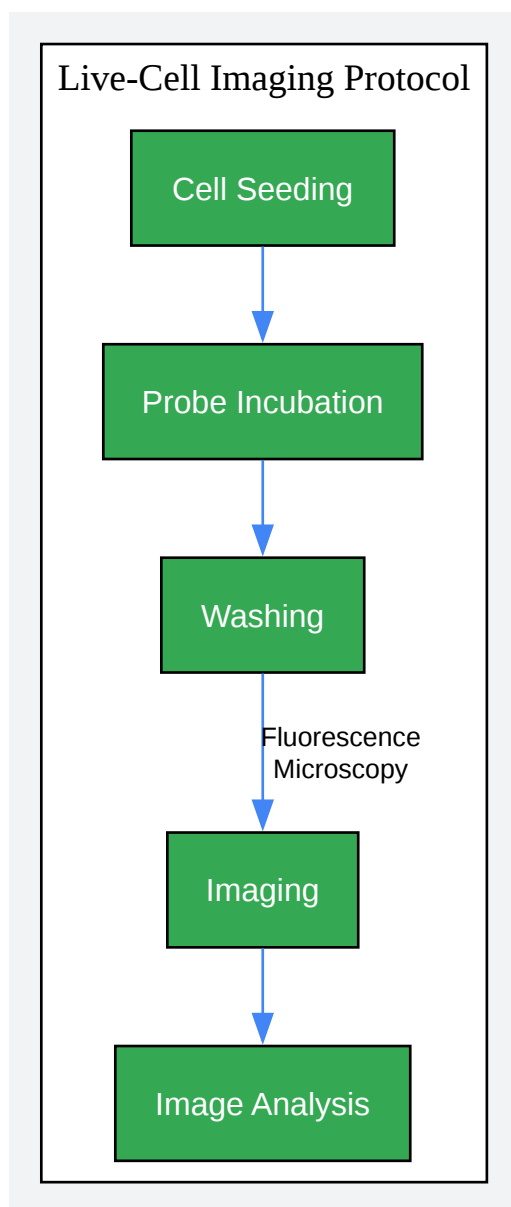 Live-Cell Imaging Protocol
Cell Seeding
Probe Incubation
Washing
Fluorescence
Microscopy
Imaging
Image Analysis